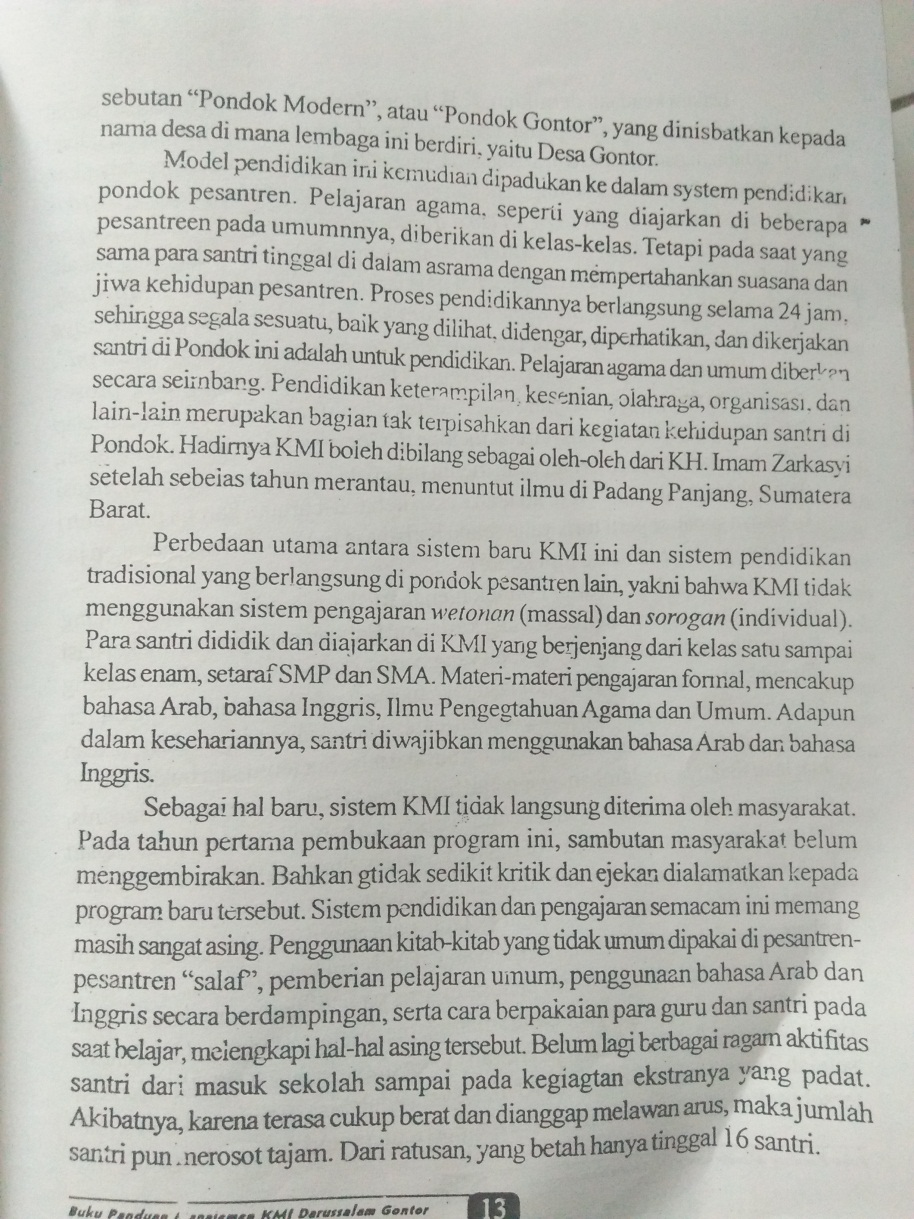 sebutan “Pondok Modern”, atau “Pondok Gontor”, yang dinisbatkan kepada
nama desa di mana lembaga ini berdiri, yaitu Desa Gontor.
Model pendidikan ini kemudian dipadukan ke dalam system pendidikan
pondok pesantren. Pelajaran agama, seperti yang diajarkan di beberapa
pesantreen pada umumnnya, diberikan di kelas-kelas. Tetapi pada saat yang
sama para santri tinggal di dalam asrama dengan mempertahankan suasana dan
jiwa kehidupan pesantren. Proses pendidikannya berlangsung selama 24 jam,
sehingga segala sesuatu, baik yang dilihat, didengar, diperhatikan, dan dikerjakan
santri di Pondok ini adalah untuk pendidikan. Pelajaran agama dan umum diberkan
secara seimbang. Pendidikan keterampilan, kesenian, olahraga, organisasi, dan
lain-lain merupakan bagian tak terpisahkan dari kegiatan kehidupan santri di
Pondok. Hadirnya KMI boleh dibilang sebagai oleh-oleh dari KH. Imam Zarkasyi
setelah sebelas tahun merantau, menuntut ilmu di Padang Panjang, Sumatera
Barat.
Perbedaan utama antara sistem baru KMI ini dan sistem pendidikan
tradisional yang berlangsung di pondok pesantren lain, yakni bahwa KMI tidak
menggunakan sistem pengajaran wetonan (massal) dan sorogan (individual).
Para santri dididik dan diajarkan di KMI yang berjenjang dari kelas satu sampai
kelas enam, setaraf SMP dan SMA. Materi-materi pengajaran formal, mencakup
bahasa Arab, bahasa Inggris, Ilmu Pengegtahuan Agama dan Umum. Adapun
dalam kesehariannya, santri diwajibkan menggunakan bahasa Arab dan bahasa
Inggris.
Sebagai hal baru, sistem KMI tidak langsung diterima oleh masyarakat.
Pada tahun pertama pembukaan program ini, sambutan masyarakat belum
menggembirakan. Bahkan gtidak sedikit kritik dan ejekan dialamatkan kepada
program baru tersebut. Sistem pendidikan dan pengajaran semacam ini memang
masih sangat asing. Penggunaan kitab-kitab yang tidak umum dipakai di pesantren-
pesantren “salaf”, pemberian pelajaran umum, penggunaan bahasa Arab dan
Inggris secara berdampingan, serta cara berpakaian para guru dan santri pada
saat belajar, melengkapi hal-hal asing tersebut. Belum lagi berbagai ragam aktifitas
santri dari masuk sekolah sampai pada kegiagtan ekstranya yang padat.
Akibatnya, karena terasa cukup berat dan dianggap melawan arus, maka jumlah
santri pun merosot tajam. Dari ratusan, yang betah hanya tinggal 16 santri.
Buku Panduan KMI Darussalam Gontor
13